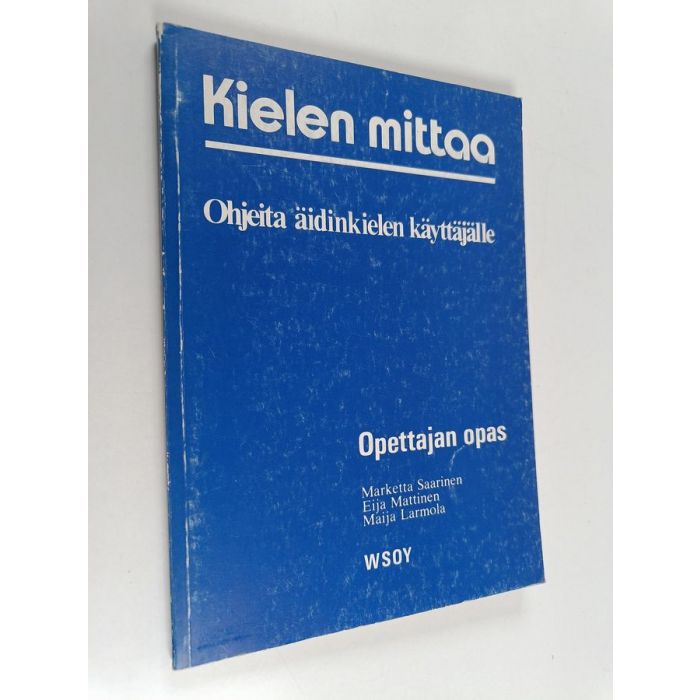 Kielen mittaa
Ohjeita äidinkielen käyttäjälle
Opettajan opas
Marketta Saarinen
Eija Mattinen
Maija Larmola
WSOY